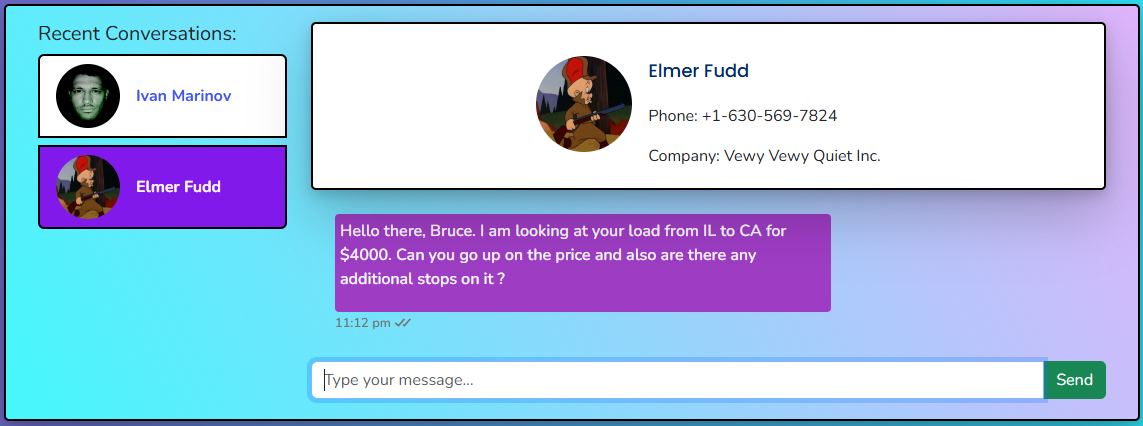 Recent Conversations:
Ivan Marinov
Elmer Fudd
Elmer Fudd
Phone: +1-630-569-7824
Company: Vewy Vewy Quiet Inc.
Hello there, Bruce. I am looking at your load from IL to CA for
$4000. Can you go up on the price and also are there any
additional stops on it ?
11:12 pm
Type your message...
Send